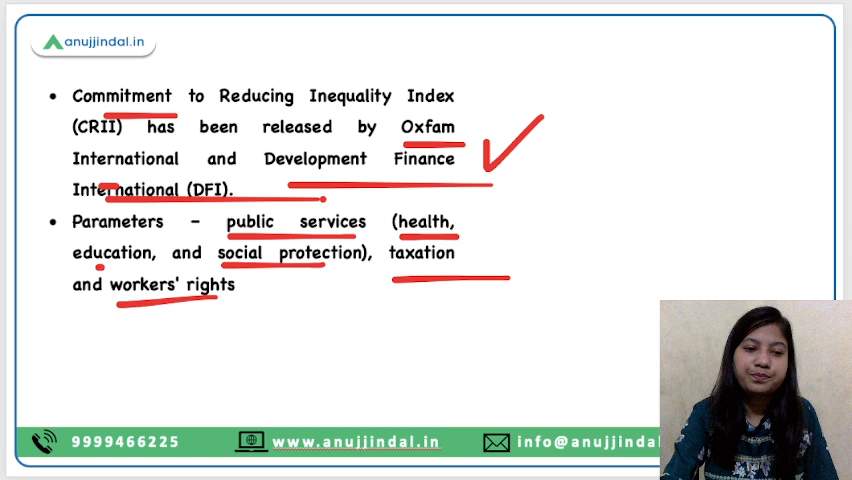 anujjindal.in
• Commitment to Reducing Inequality Index
(CRII) has been released by Oxfam
International and Development Finance
International (DFI).
• Parameters – public services (health,
education, and social protection), taxation
and workers' rights
9999466225 www.anujjindal.in info@anujjindal